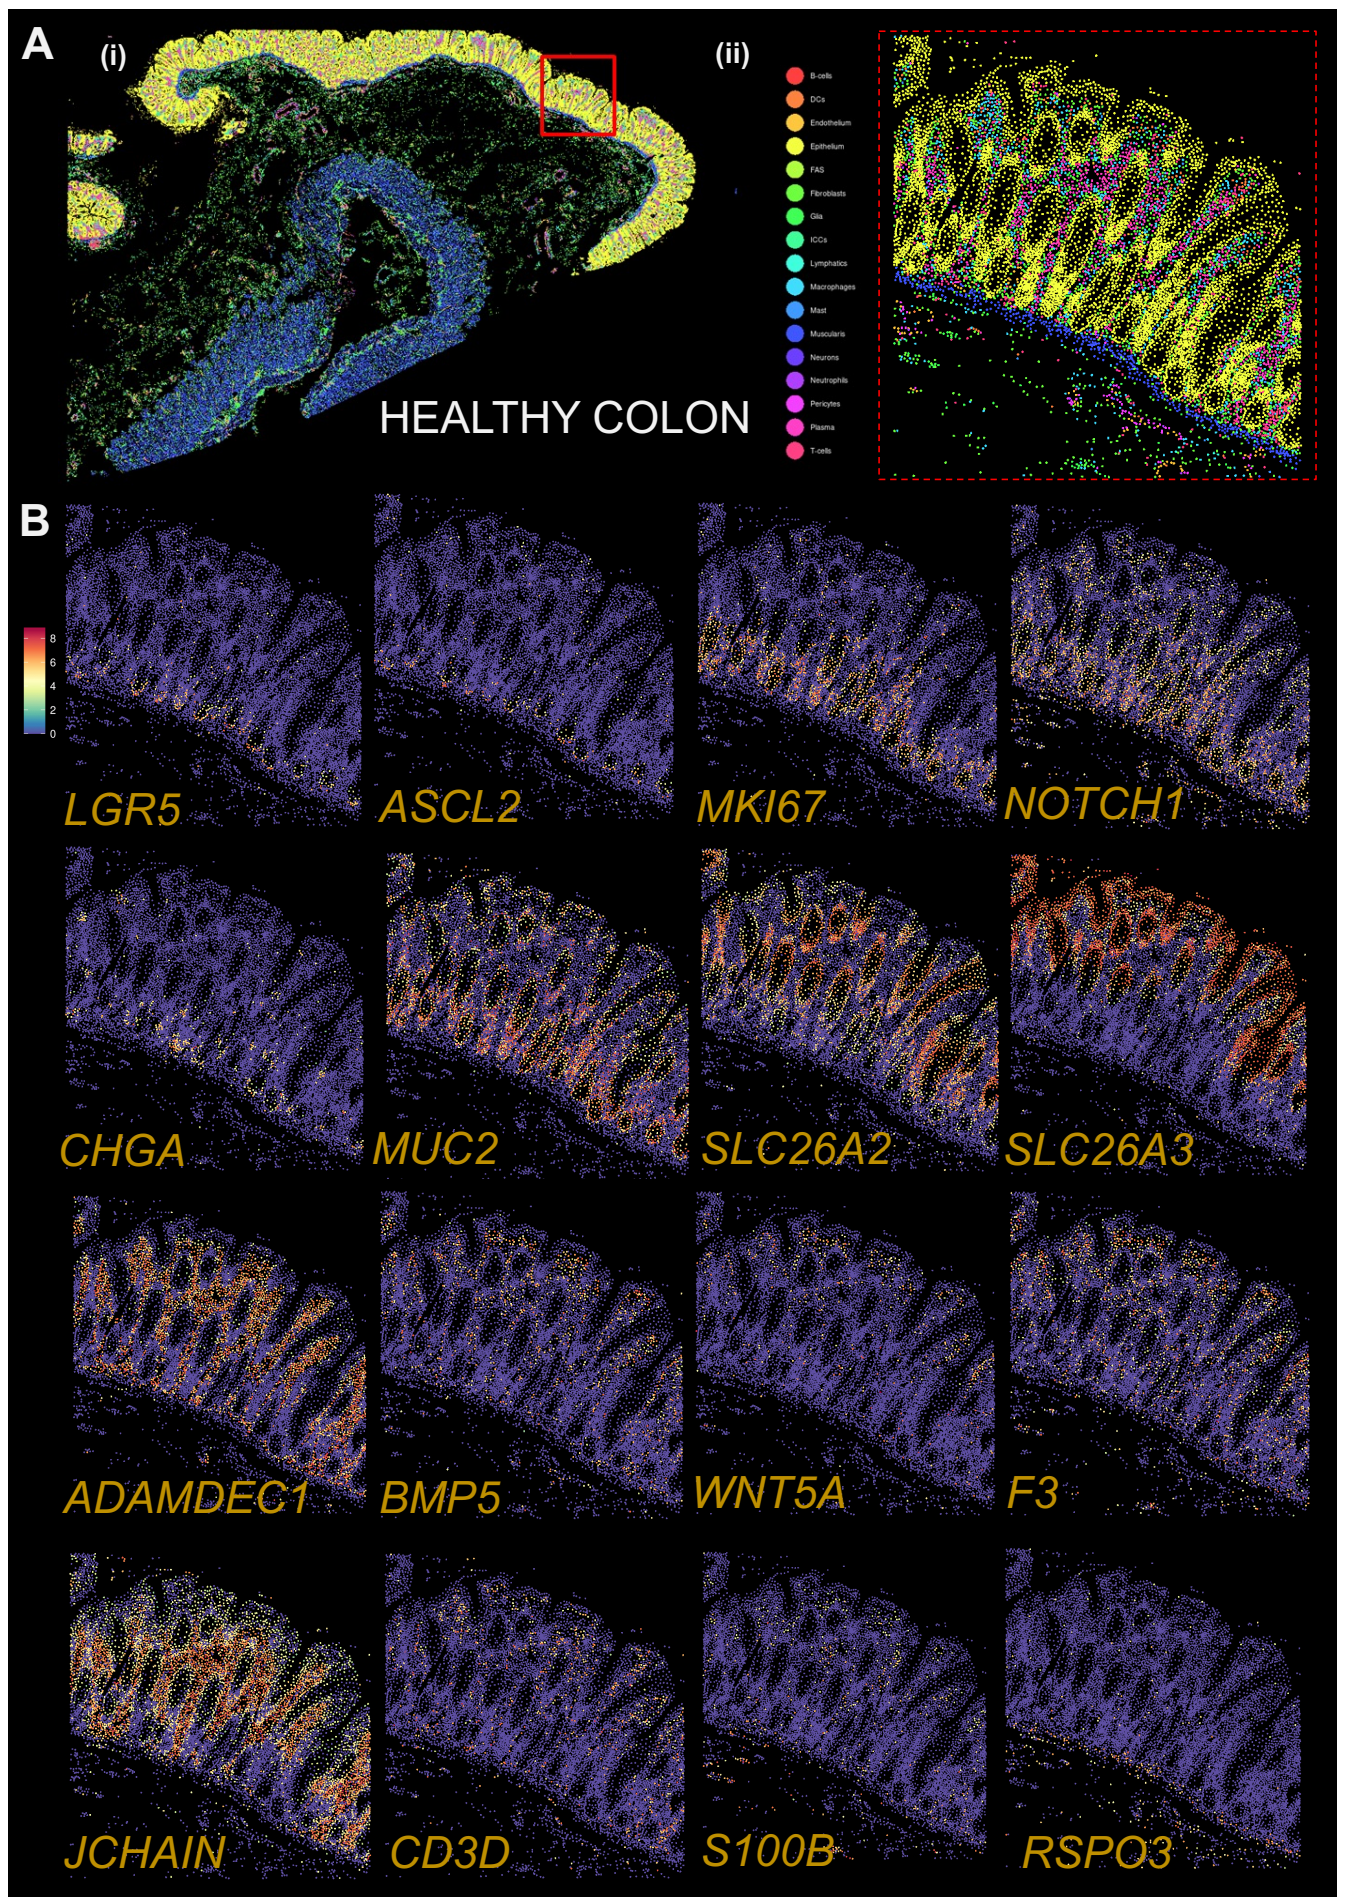 A
(i)
(ii)
B-cells
DCs
Endothelium
Epithelium
FAS
Fibroblasts
Glia
ICCs
Lymphatics
Macrophages
Mast
Muscularis
Neurons
Neutrophils
Pericytes
Plasma
T-cells
HEALTHY COLON
B
8
6
4
2
0
LGR5
ASCL2
MKI67
NOTCH1
CHGA
MUC2
SLC26A2
SLC26A3
ADAMDEC1
BMP5
WNT5A
F3
JCHAIN
CD3D
S100B
RSPO3